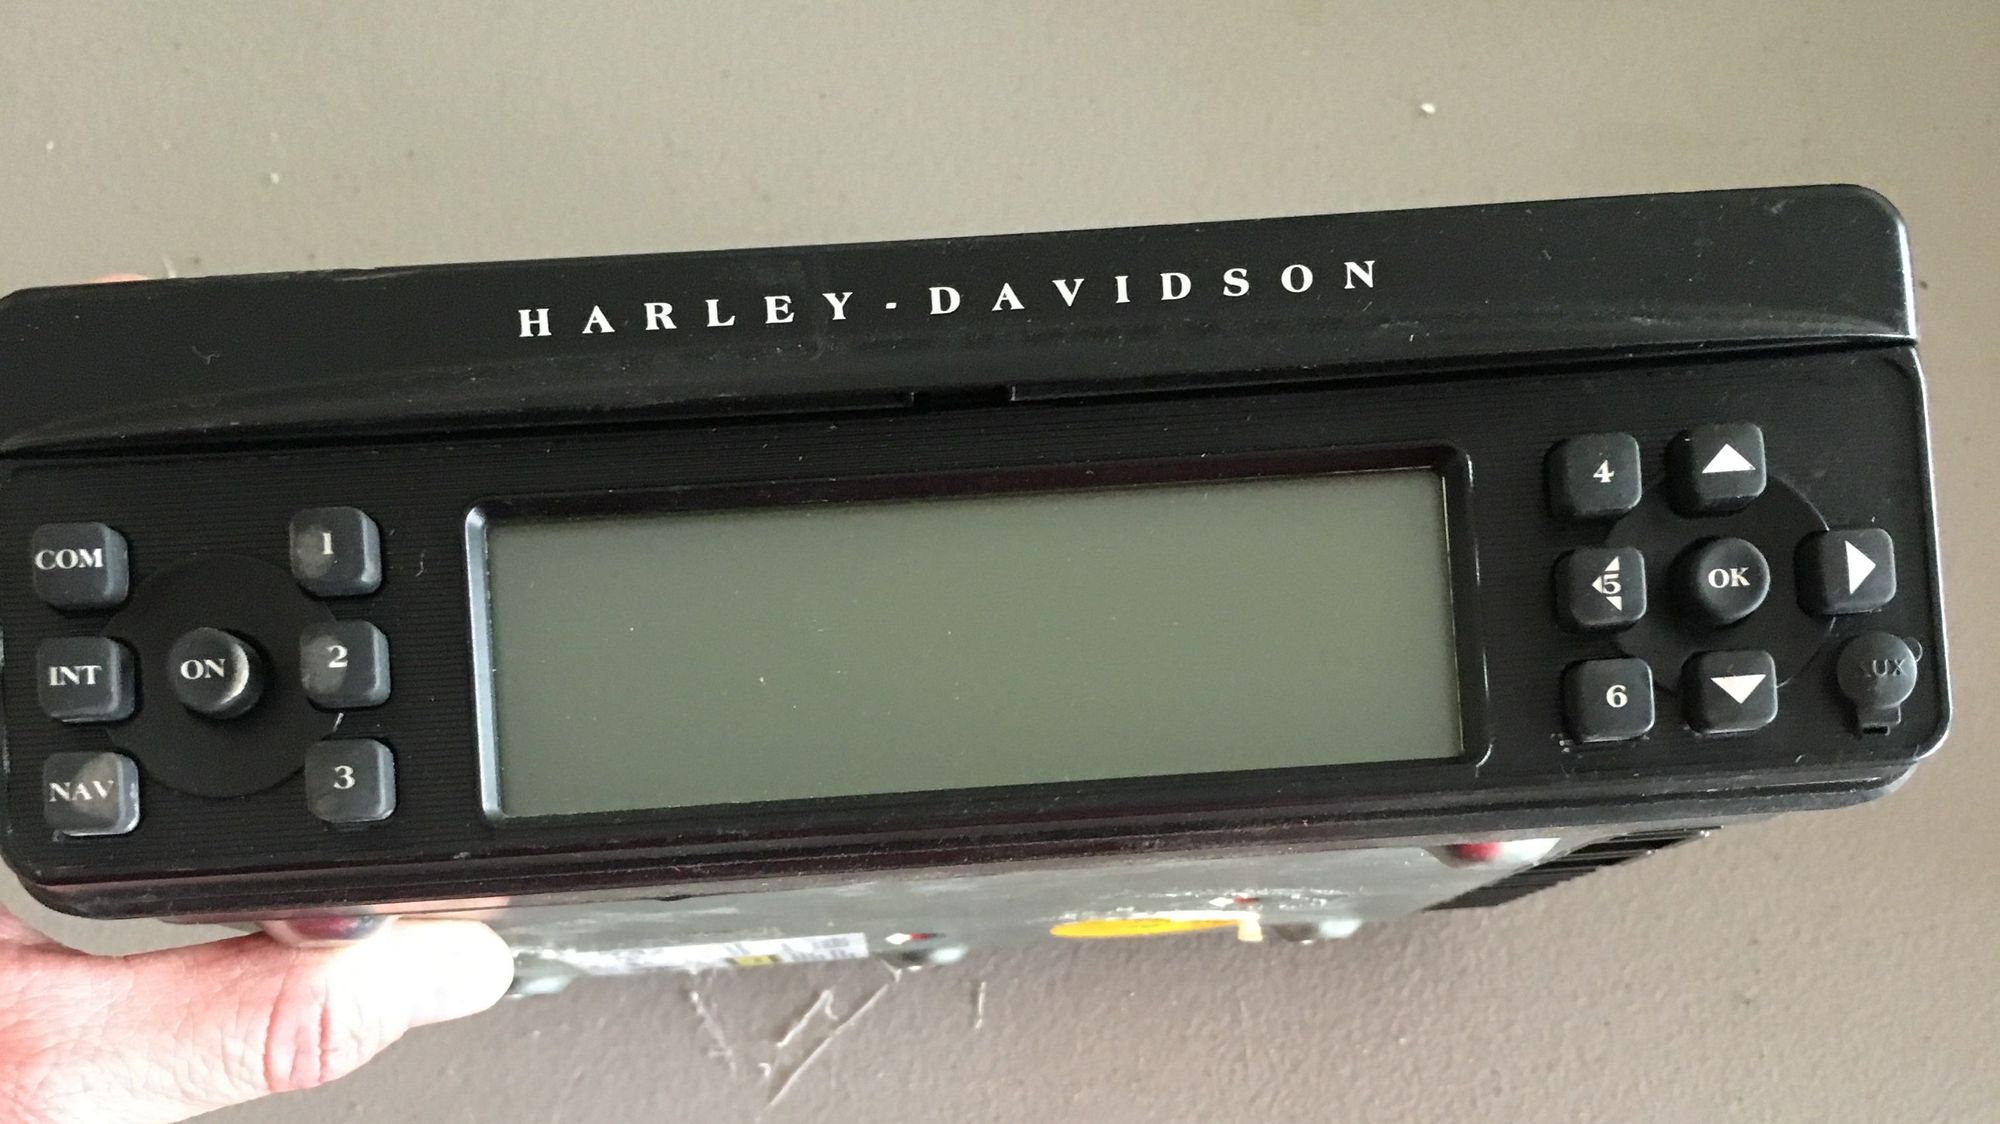 HARLEY-DAVIDSON
COM
1
4
INT
ON
2
5
OK
NAV
3
6
AUX